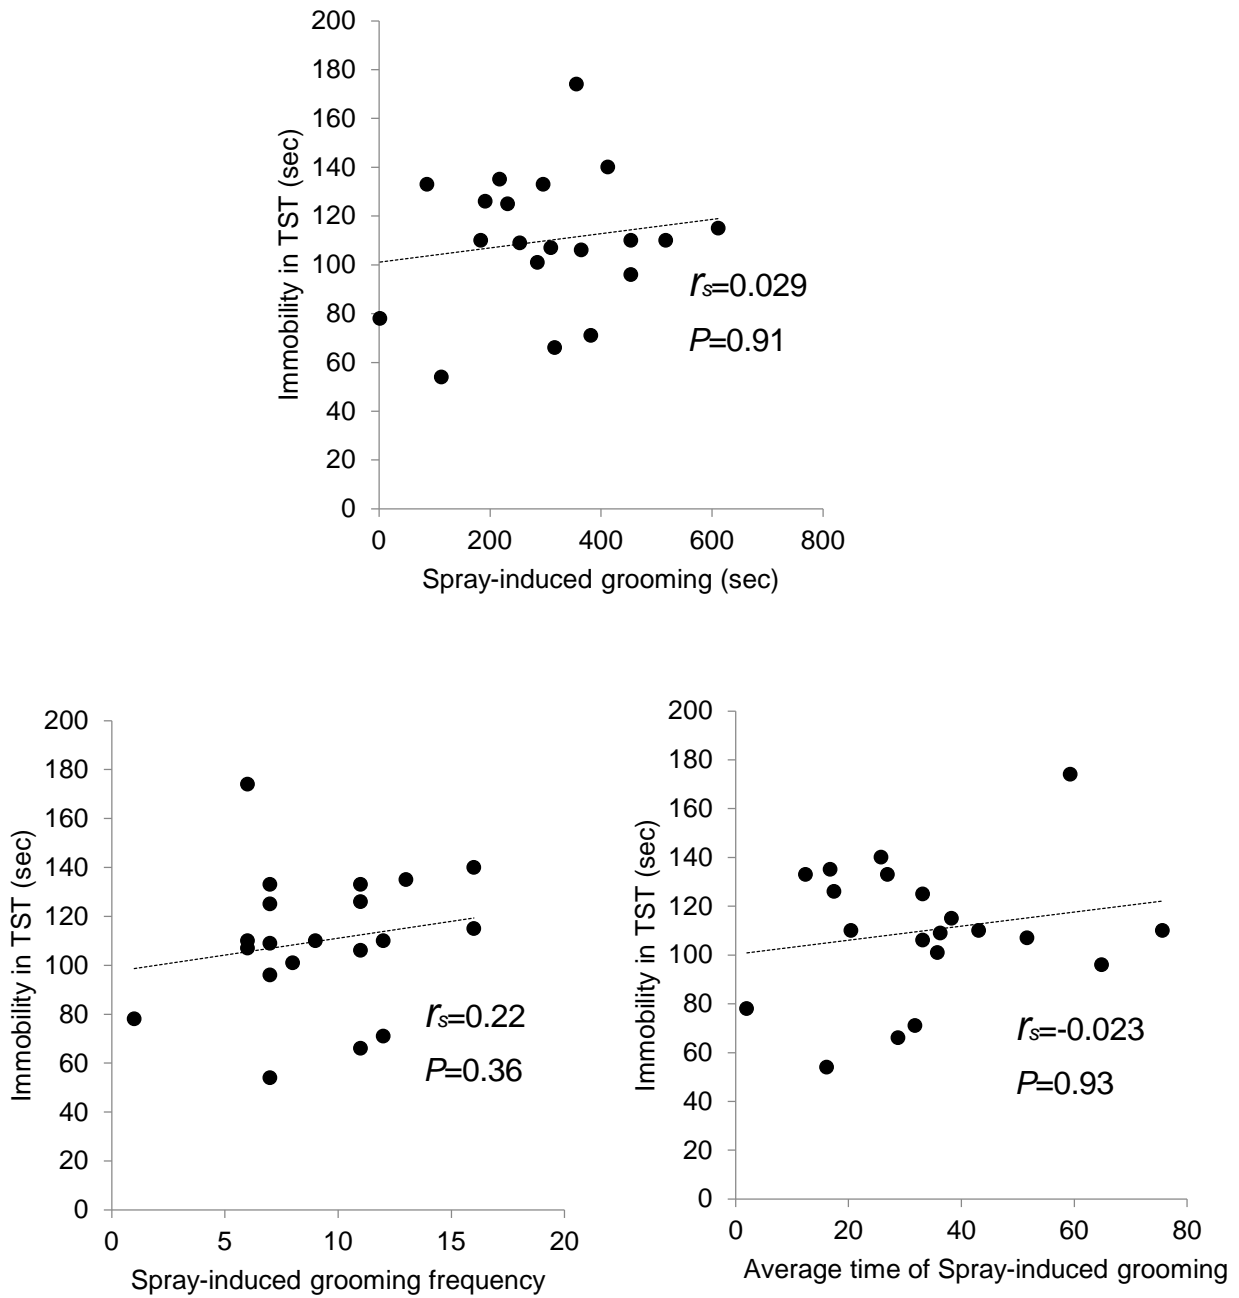 200
180
160
140
120
100
80
60
40
20
0
Immobility in TST (sec)
rs=0.029
P=0.91
0 200 400 600 800
Spray-induced grooming (sec)
200
180
160
140
120
100
80
60
40
20
0
Immobility in TST (sec)
rs=0.22
P=0.36
0 5 10 15 20
Spray-induced grooming frequency
200
180
160
140
120
100
80
60
40
20
0
Immobility in TST (sec)
rs=-0.023
P=0.93
0 20 40 60 80
Average time of Spray-induced grooming